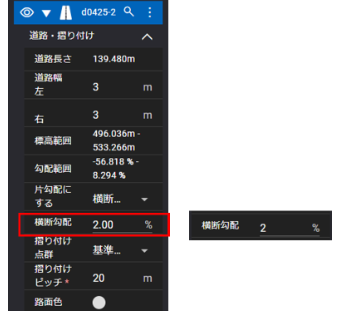 d0425-2
道路・摺り付け
道路長さ 139.480m
道路幅
左 3 m
右 3 m
標高範囲 496.036m -
533.266m
勾配範囲 -56.818 % -
8.294 %
片勾配に
する 横断...
横断勾配 2.00 %
摺り付け
点群 基準...
摺り付け
ピッチ* 20 m
路面色
横断勾配 2 %